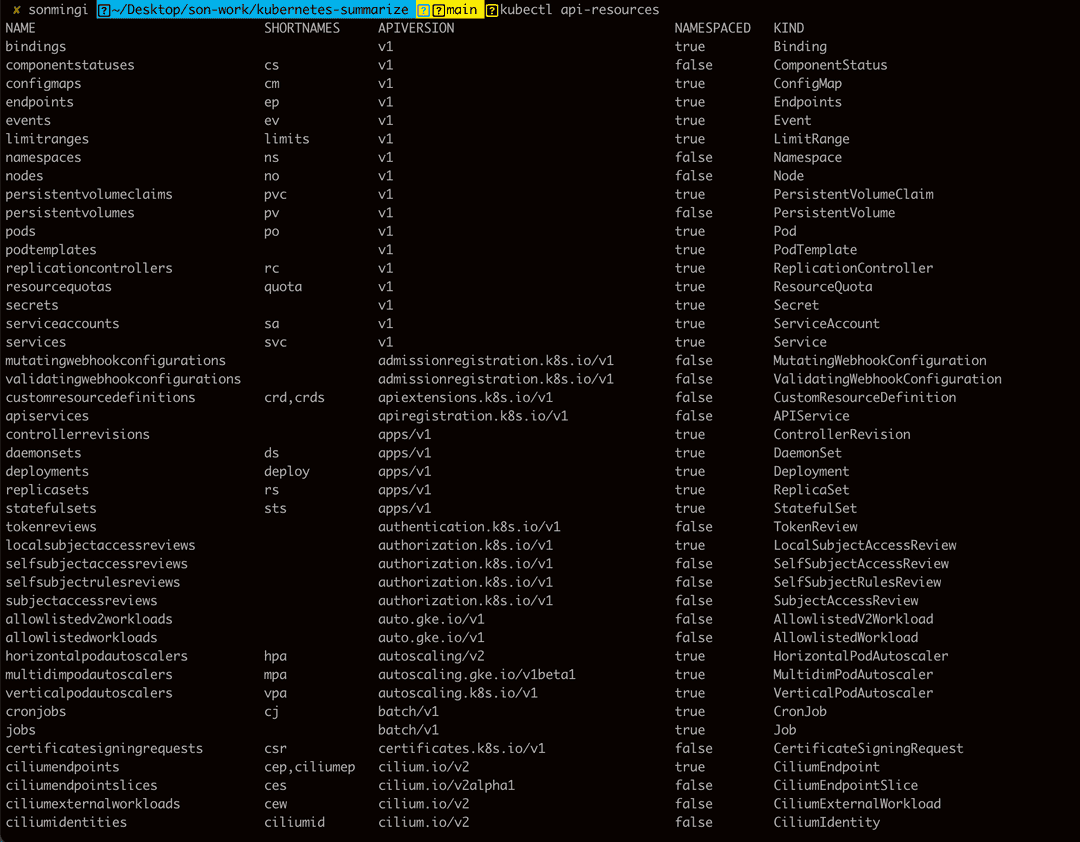 ✘ sonmingi ~/Desktop/son-work/kubernetes-summarize main kubectl api-resources
NAME SHORTNAMES APIVERSION NAMESPACED KIND
bindings v1 true Binding
componentstatuses cs v1 false ComponentStatus
configmaps cm v1 true ConfigMap
endpoints ep v1 true Endpoints
events ev v1 true Event
limitranges limits v1 true LimitRange
namespaces ns v1 false Namespace
nodes no v1 false Node
persistentvolumeclaims pvc v1 true PersistentVolumeClaim
persistentvolumes pv v1 false PersistentVolume
pods po v1 true Pod
podtemplates v1 true PodTemplate
replicationcontrollers rc v1 true ReplicationController
resourcequotas quota v1 true ResourceQuota
secrets v1 true Secret
serviceaccounts sa v1 true ServiceAccount
services svc v1 true Service
mutatingwebhookconfigurations admissionregistration.k8s.io/v1 false MutatingWebhookConfiguration
validatingwebhookconfigurations admissionregistration.k8s.io/v1 false ValidatingWebhookConfiguration
customresourcedefinitions crd,crds apiextensions.k8s.io/v1 false CustomResourceDefinition
apiservices apiregistration.k8s.io/v1 false APIService
controllerrevisions apps/v1 true ControllerRevision
daemonsets ds apps/v1 true DaemonSet
deployments deploy apps/v1 true Deployment
replicasets rs apps/v1 true ReplicaSet
statefulsets sts apps/v1 true StatefulSet
tokenreviews authentication.k8s.io/v1 false TokenReview
localsubjectaccessreviews authorization.k8s.io/v1 true LocalSubjectAccessReview
selfsubjectaccessreviews authorization.k8s.io/v1 false SelfSubjectAccessReview
selfsubjectrulesreviews authorization.k8s.io/v1 false SelfSubjectRulesReview
subjectaccessreviews authorization.k8s.io/v1 false SubjectAccessReview
allowlistedv2workloads auto.gke.io/v1 false AllowlistedV2Workload
allowlistedworkloads auto.gke.io/v1 false AllowlistedWorkload
horizontalpodautoscalers hpa autoscaling/v2 true HorizontalPodAutoscaler
multidimpodautoscalers mpa autoscaling.gke.io/v1beta1 true MultidimPodAutoscaler
verticalpodautoscalers vpa autoscaling.k8s.io/v1 true VerticalPodAutoscaler
cronjobs cj batch/v1 true CronJob
jobs batch/v1 true Job
certificatesigningrequests csr certificates.k8s.io/v1 false CertificateSigningRequest
ciliumendpoints cep,ciliumep cilium.io/v2 true CiliumEndpoint
ciliumendpointslices ces cilium.io/v2alpha1 false CiliumEndpointSlice
ciliumexternalworkloads cew cilium.io/v2 false CiliumExternalWorkload
ciliumidentities ciliumid cilium.io/v2 false CiliumIdentity